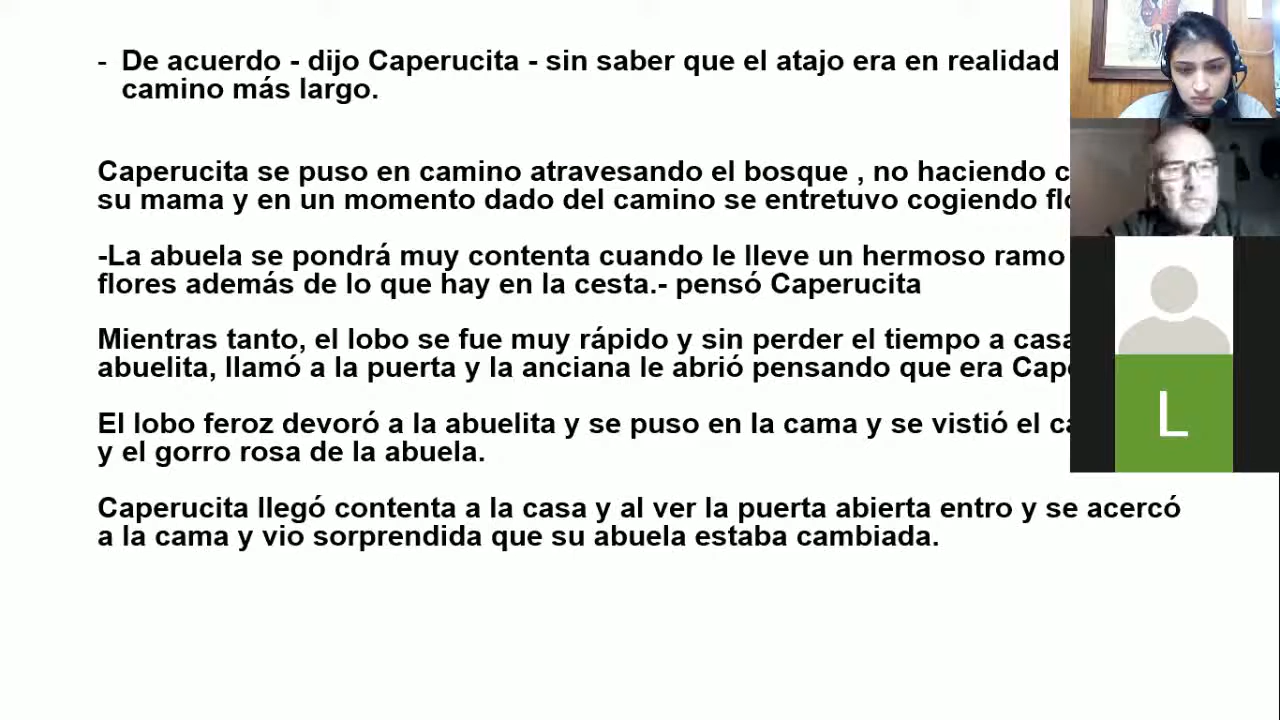 - De acuerdo - dijo Caperucita - sin saber que el atajo era en realidad
camino más largo.
Caperucita se puso en camino atravesando el bosque , no haciendo
su mama y en un momento dado del camino se entretuvo cogiendo
-La abuela se pondrá muy contenta cuando le lleve un hermoso ramo
flores además de lo que hay en la cesta.- pensó Caperucita
Mientras tanto, el lobo se fue muy rápido y sin perder el tiempo a casa
abuelita, llamó a la puerta y la anciana le abrió pensando que era
El lobo feroz devoró a la abuelita y se puso en la cama y se vistió el
y el gorro rosa de la abuela.
Caperucita llegó contenta a la casa y al ver la puerta abierta entro y se acercó
a la cama y vio sorprendida que su abuela estaba cambiada.
L